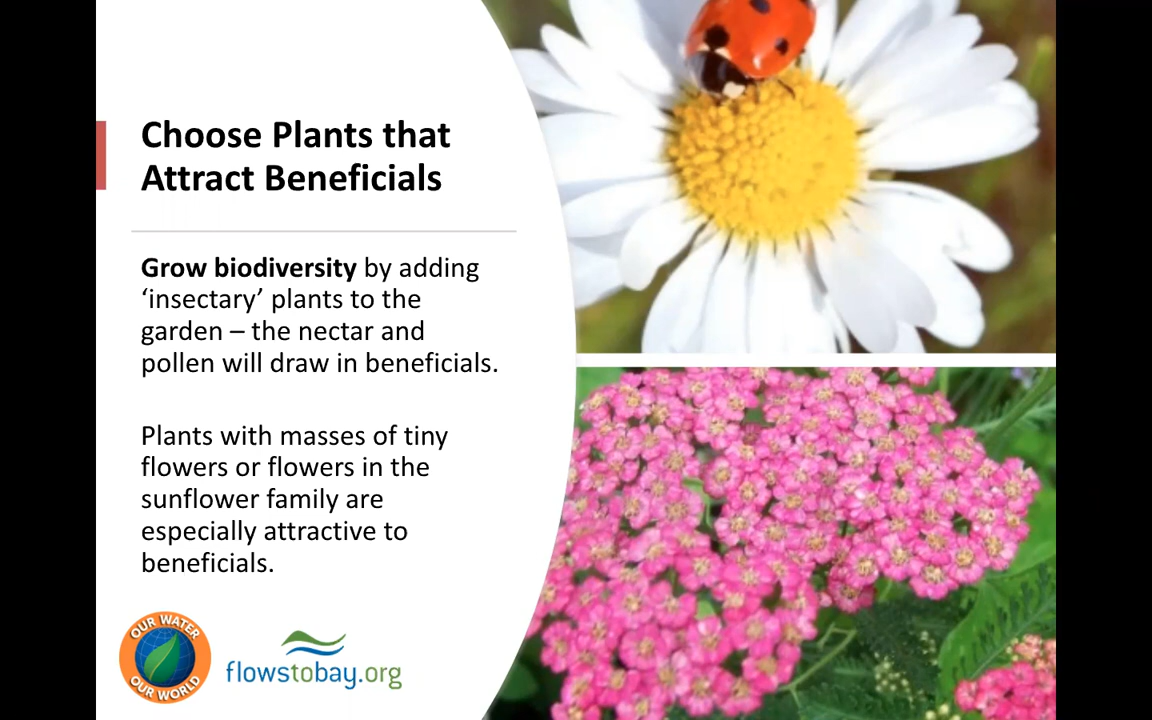 Choose Plants that
Attract Beneficials
Grow biodiversity by adding
‘insectary’ plants to the
garden – the nectar and
pollen will draw in beneficials.
Plants with masses of tiny
flowers or flowers in the
sunflower family are
especially attractive to
beneficials.
OUR WATER
OUR WORLD
flowstobay.org